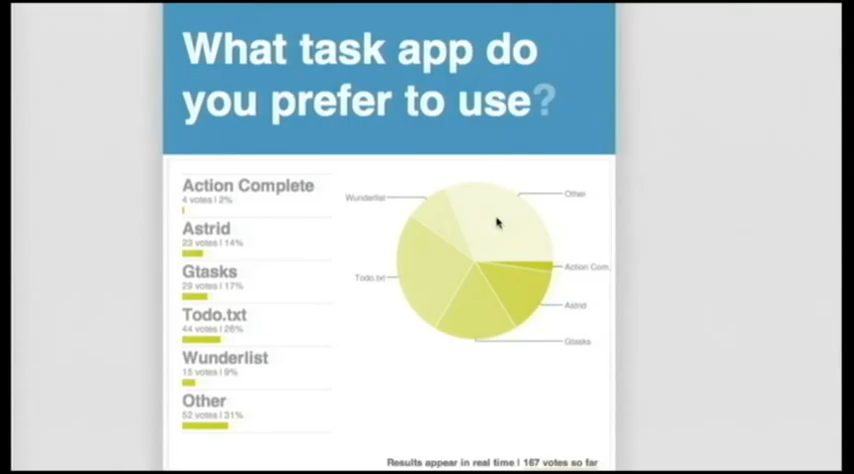 What task app do
you prefer to use?
Action Complete
4 votes | 2%
Astrid
23 votes | 14%
Gtasks
29 votes | 17%
Todo.txt
44 votes | 26%
Wunderlist
15 votes | 9%
Other
52 votes | 31%
Wunderlist
Other
Todo.txt
Action Com.
Astrid
Gtasks
Results appear in real time | 167 votes so far